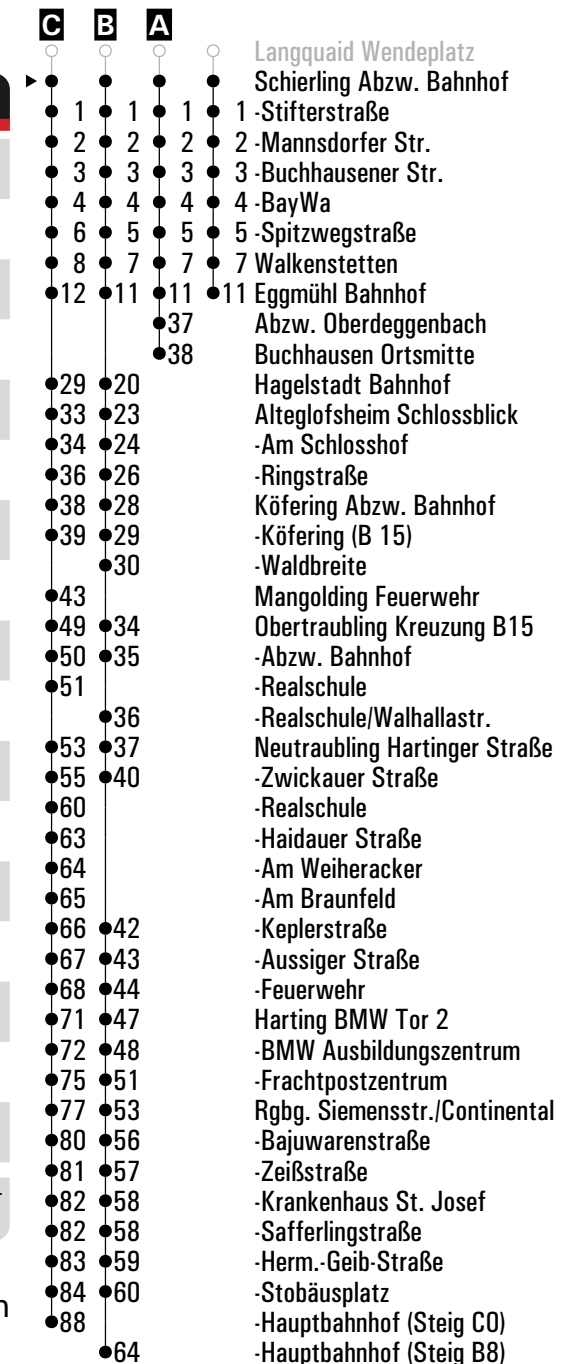 C B A
Langquaid Wendeplatz
Schierling Abzw. Bahnhof
1 1 1 1 -Stifterstraße
2 2 2 2 -Mannsdorfer Str.
3 3 3 3 -Buchhausener Str.
4 4 4 4 -BayWa
6 5 5 5 -Spitzwegstraße
8 7 7 7 Walkenstetten
12 11 11 11 Eggmühl Bahnhof
37 Abzw. Oberdeggenbach
38 Buchhausen Ortsmitte
29 20 Hagelstadt Bahnhof
33 23 Alteglofsheim Schlossblick
34 24 -Am Schlosshof
36 26 -Ringstraße
38 28 Köfering Abzw. Bahnhof
39 29 -Köfering (B 15)
30 -Waldbreite
43 Mangolding Feuerwehr
49 34 Obertraubling Kreuzung B15
50 35 -Abzw. Bahnhof
51 -Realschule
36 -Realschule/Walhallastr.
53 37 Neutraubling Hartinger Straße
55 40 -Zwickauer Straße
60 -Realschule
63 -Haidauer Straße
64 -Am Weiheracker
65 -Am Braunfeld
66 42 -Keplerstraße
67 43 -Aussiger Straße
68 44 -Feuerwehr
71 47 Harting BMW Tor 2
72 48 -BMW Ausbildungszentrum
75 51 -Frachtpostzentrum
77 53 Rgbg. Siemensstr./Continental
80 56 -Bajuwarenstraße
81 57 -Zeißstraße
82 58 -Krankenhaus St. Josef
82 58 -Safferlingstraße
83 59 -Herm.-Geib-Straße
84 60 -Stobäusplatz
88 -Hauptbahnhof (Steig C0)
64 -Hauptbahnhof (Steig B8)